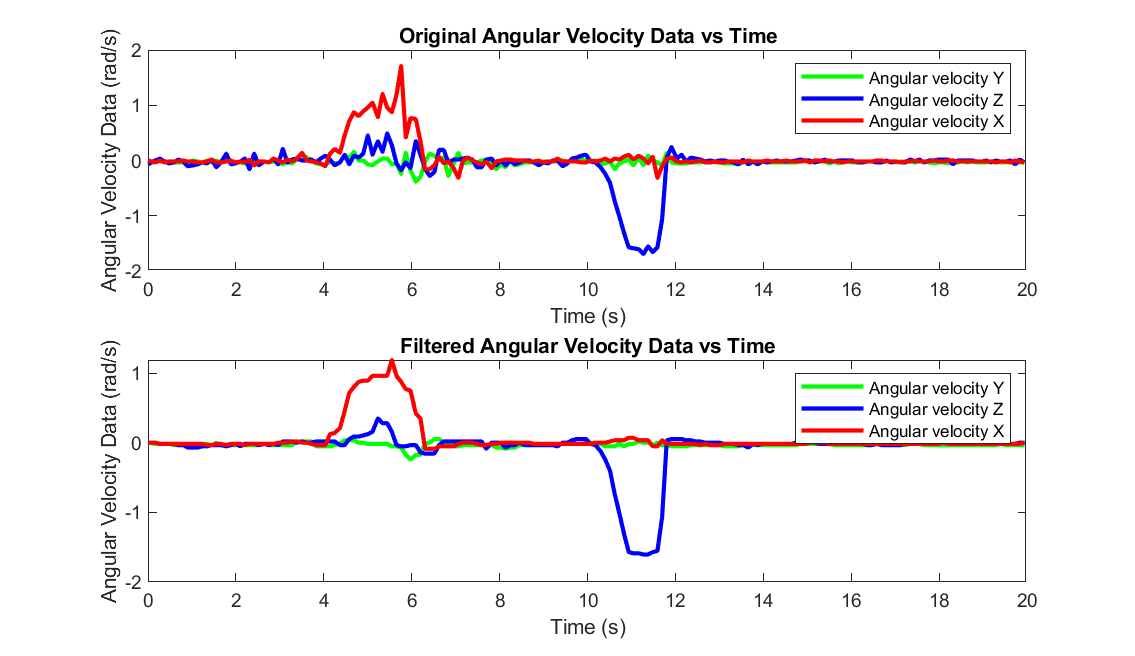 Original Angular Velocity Data vs Time
Angular Velocity Data (rad/s)
2
1
0
-1
-2
Angular velocity Y
Angular velocity Z
Angular velocity X
0 2 4 6 8 10 12 14 16 18 20
Time (s)
Filtered Angular Velocity Data vs Time
Angular Velocity Data (rad/s)
1
0
-1
-2
Angular velocity Y
Angular velocity Z
Angular velocity X
0 2 4 6 8 10 12 14 16 18 20
Time (s)